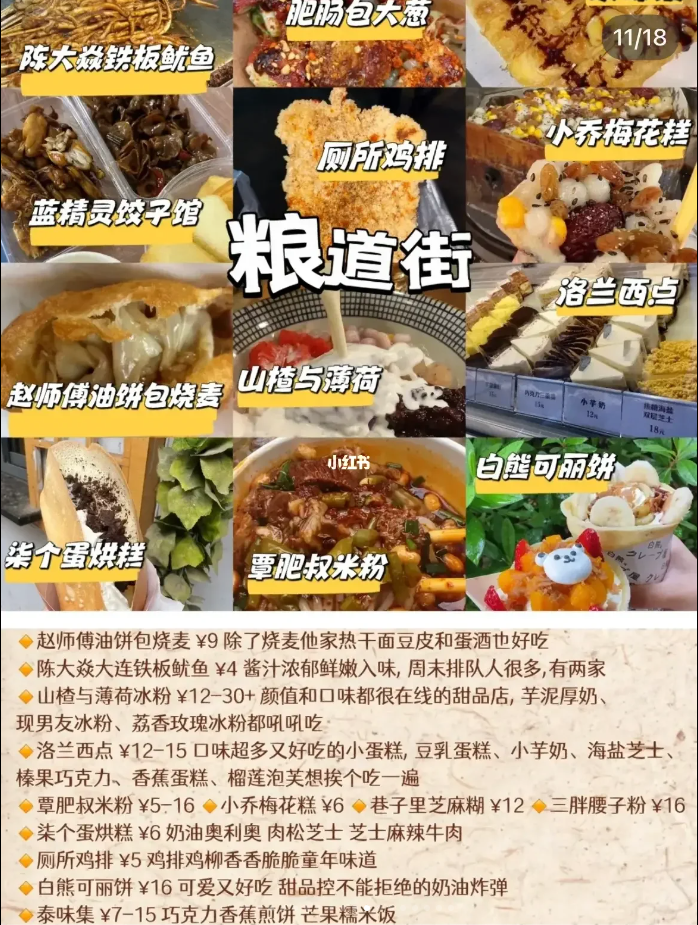 肥肠包大葱
11/18
陈大焱铁板鱿鱼
厕所鸡排
小乔梅花糕
蓝精灵饺子馆
粮道街
洛兰西点
赵师傅油饼包烧麦
山楂与薄荷
小芋奶
12元
18元
小红书
白熊可丽饼
柒个蛋烘糕
覃肥叔米粉
🔸赵师傅油饼包烧麦 ¥9 除了烧麦他家热干面豆皮和蛋酒也好吃
🔸陈大焱大连铁板鱿鱼 ¥4 酱汁浓郁鲜嫩入味, 周末排队人很多,有两家
🔸山楂与薄荷冰粉 ¥12-30+ 颜值和口味都很在线的甜品店, 芋泥厚奶、
现男友冰粉、荔香玫瑰冰粉都吼吼吃
🔸洛兰西点 ¥12-15 口味超多又好吃的小蛋糕, 豆乳蛋糕、小芋奶、海盐芝士、
榛果巧克力、香蕉蛋糕、榴莲泡芙想挨个吃一遍
🔸覃肥叔米粉 ¥5-16 🔸小乔梅花糕 ¥6 🔸巷子里芝麻糊 ¥12 🔸三胖腰子粉 ¥16
🔸柒个蛋烘糕 ¥6 奶油奥利奥 肉松芝士 芝士麻辣牛肉
🔸厕所鸡排 ¥5 鸡排鸡柳香香脆脆童年味道
🔸白熊可丽饼 ¥16 可爱又好吃 甜品控不能拒绝的奶油炸弹
🔸泰味集 ¥7-15 巧克力香蕉煎饼 芒果糯米饭